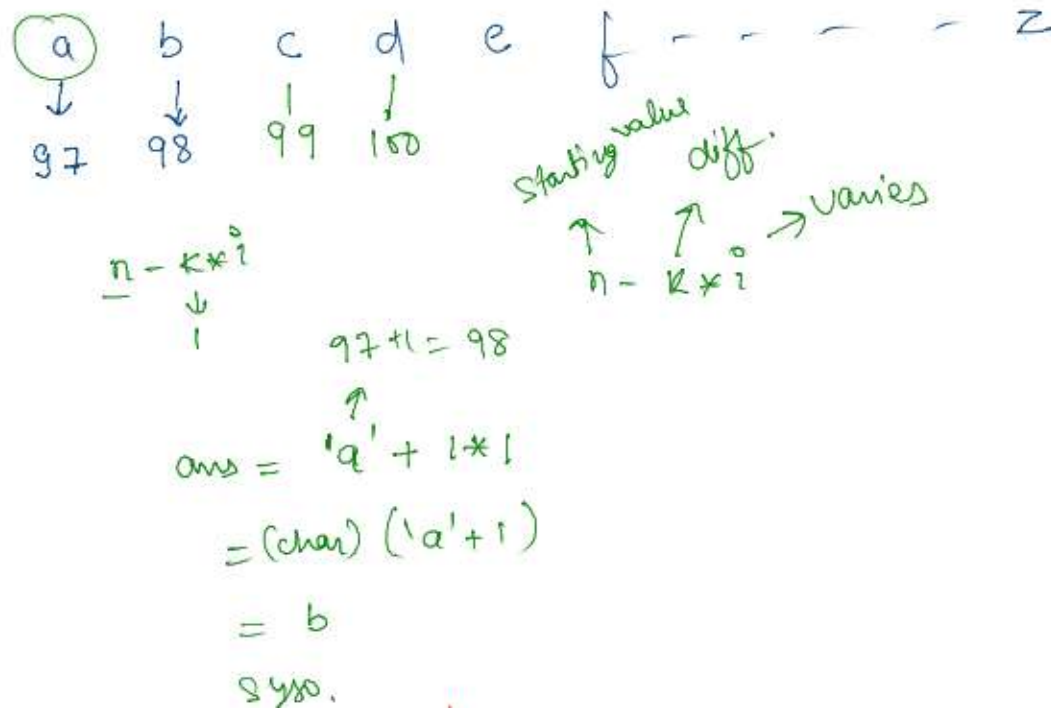 a b c d e f - - - - - z
97 98 99 100
starting value diff.
n - k*i → varies
n - k*i
1
97+1 = 98
ans = 'a' + 1*1
= (char) ('a'+1)
= b
syso.